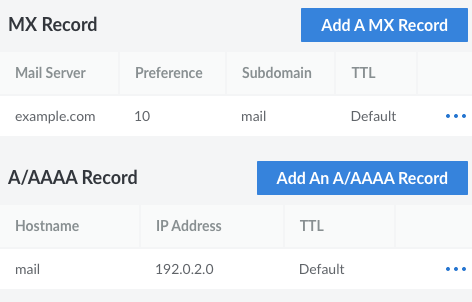 MX Record
Add A MX Record
Mail Server Preference Subdomain TTL
example.com 10 mail Default
A/AAAA Record
Add An A/AAAA Record
Hostname IP Address TTL
mail 192.0.2.0 Default